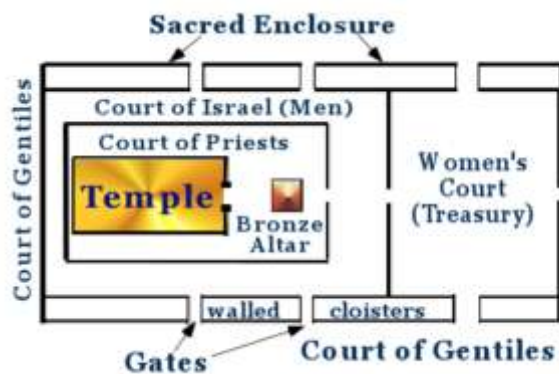 Sacred Enclosure
Court of Gentiles
Court of Israel (Men)
Court of Priests
Temple
Bronze
Altar
Women's
Court
(Treasury)
walled
cloisters
Gates
Court of Gentiles